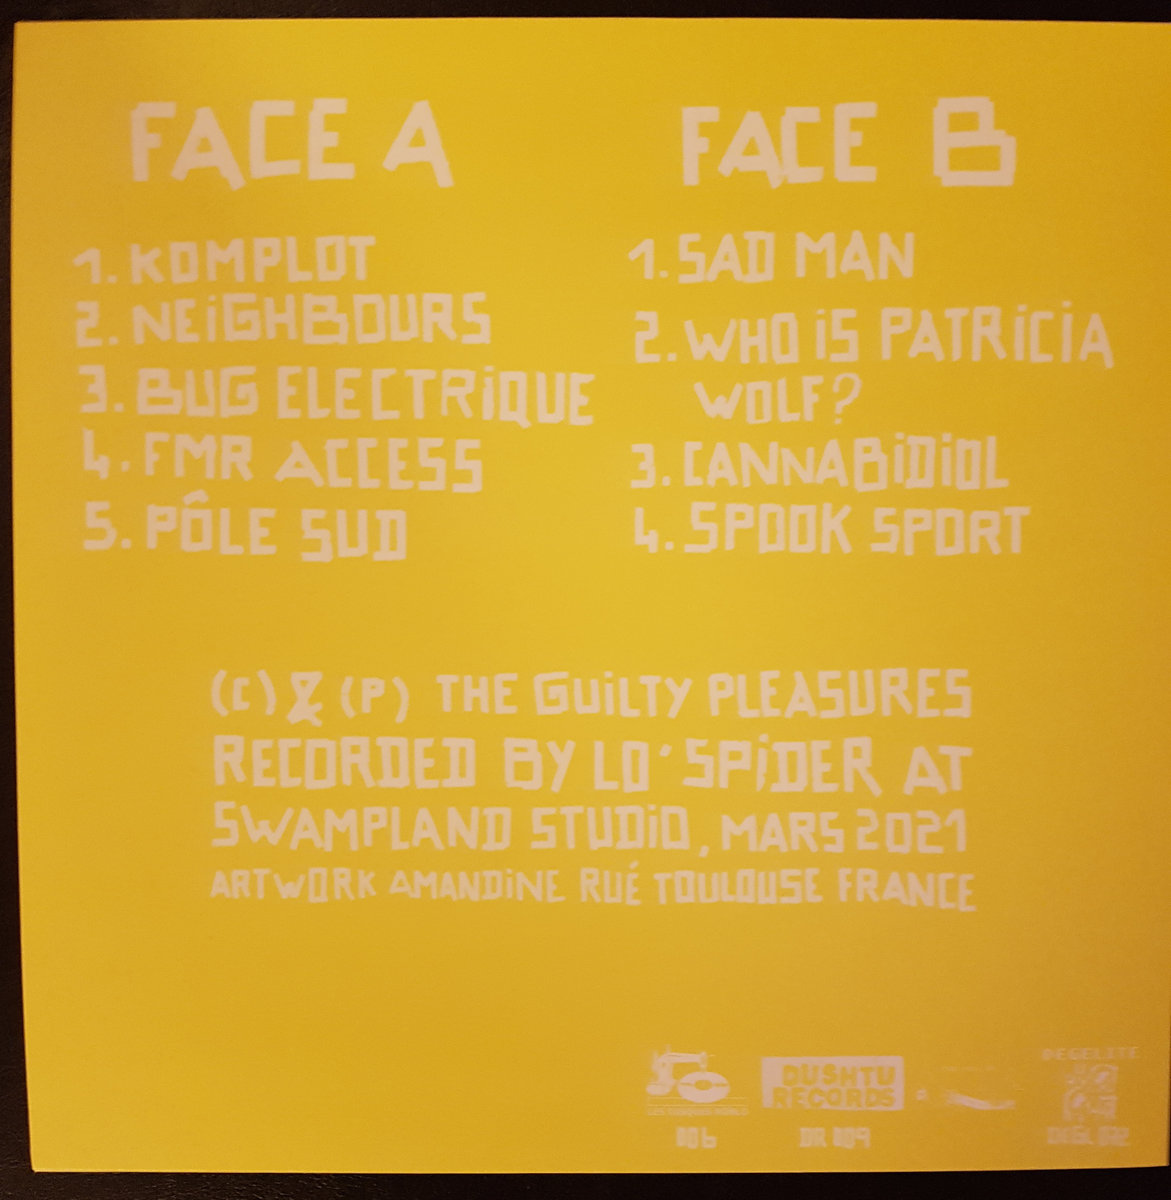 FACE A
1. KOMPLOT
2. NEiGHBOURS
3. BUG ELECTRiQUE
4. FMR ACCESS
5. PÔLE SUD
FACE B
1. SAD MAN
2. WHO iS PATRiCiA
WOLF?
3. CANNABiDiOL
4. SPOOK SPORT
(C) & (P) THE GUiLTY PLEASURES
RECORDED BY LO' SPiDER AT
SWAMPLAND STUDiO, MARS 2021
ARTWORK AMANDiNE RUÉ TOULOUSE FRANCE
DUSHTU
RECORDS
DEGELITE
006
DR 009